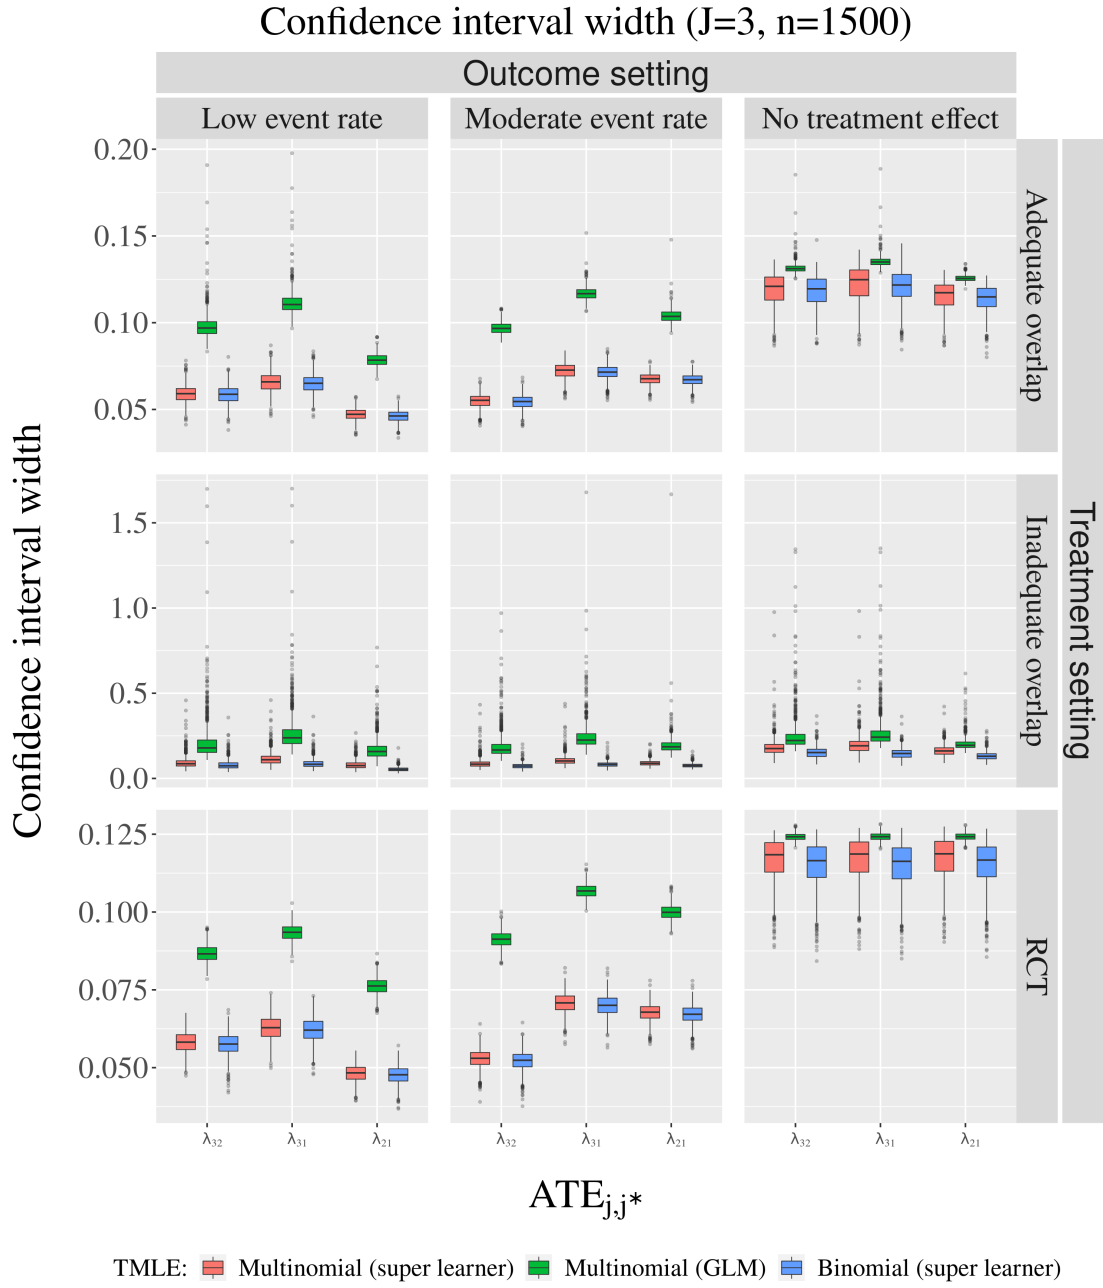 Confidence interval width (J=3, n=1500)
Outcome setting
Low event rate
Moderate event rate
No treatment effect
Confidence interval width
0.20
0.15
0.10
0.05
Adequate overlap
1.5
1.0
0.5
0.0
Inadequate overlap
Treatment setting
0.125
0.100
0.075
0.050
RCT
λ32 λ31 λ21 λ32 λ31 λ21 λ32 λ31 λ21
ATEj,j*
TMLE: Multinomial (super learner) Multinomial (GLM) Binomial (super learner)